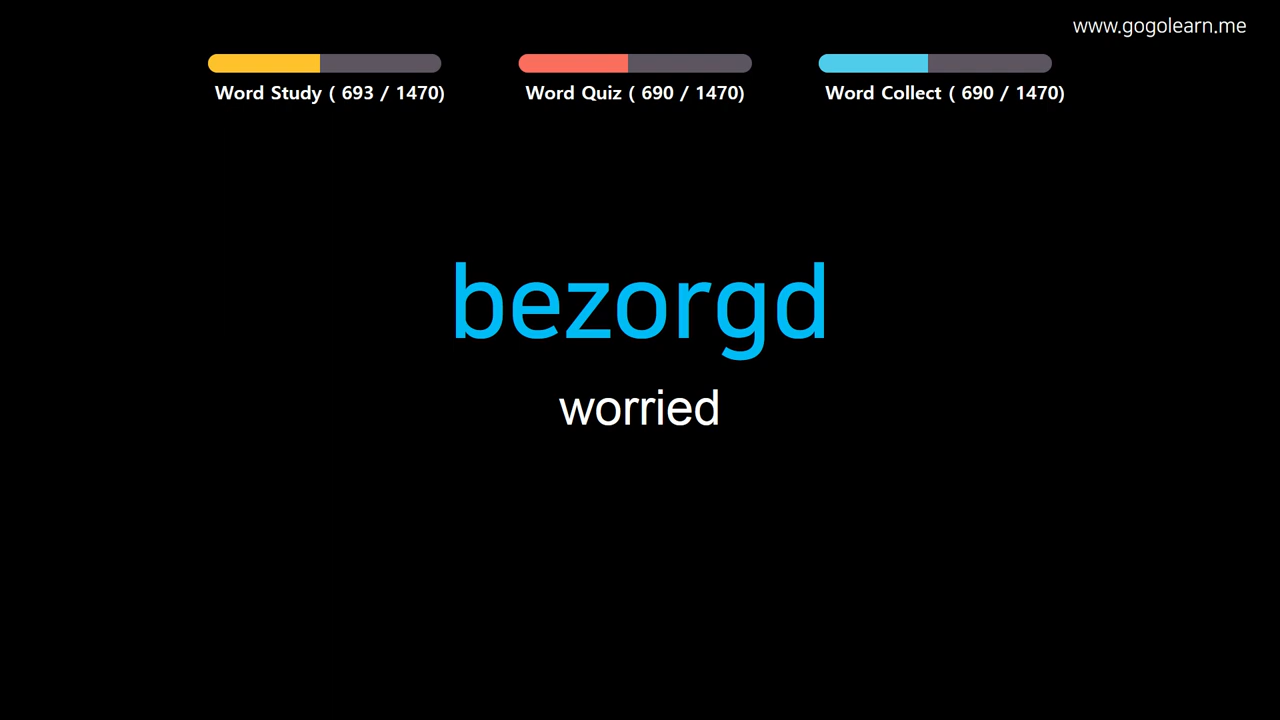 www.gogolearn.me
Word Study ( 693 / 1470)
Word Quiz ( 690 / 1470)
Word Collect ( 690 / 1470)
bezorgd
worried